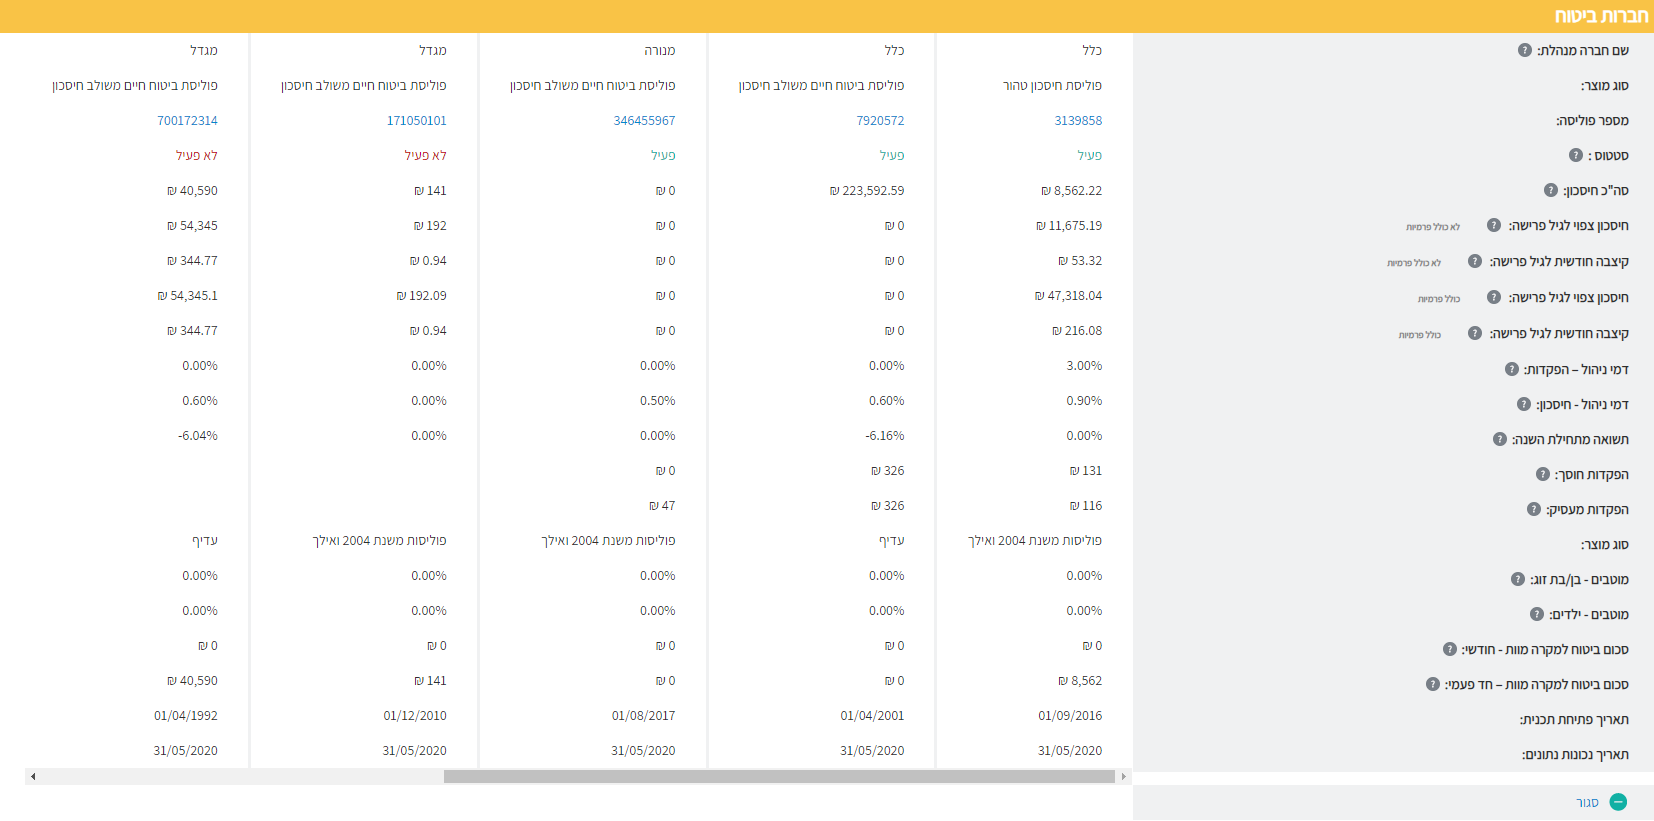 חברות ביטוח
שם חברה מנהלת: ? כלל כלל מנורה מגדל מגדל
סוג מוצר: פוליסת חיסכון טהור פוליסת ביטוח חיים משולב חיסכון פוליסת ביטוח חיים משולב חיסכון פוליסת ביטוח חיים משולב חיסכון פוליסת ביטוח חיים משולב חיסכון
מספר פוליסה: 3139858 7920572 346455967 171050101 700172314
סטטוס : ? פעיל פעיל פעיל לא פעיל לא פעיל
סה"כ חיסכון: ? 8,562.22 ₪ 223,592.59 ₪ 0 ₪ 141 ₪ 40,590 ₪
חיסכון צפוי לגיל פרישה: ? לא כולל פרמיות 11,675.19 ₪ 0 ₪ 0 ₪ 192 ₪ 54,345 ₪
קיצבה חודשית לגיל פרישה: ? לא כולל פרמיות 53.32 ₪ 0 ₪ 0 ₪ 0.94 ₪ 344.77 ₪
חיסכון צפוי לגיל פרישה: ? כולל פרמיות 47,318.04 ₪ 0 ₪ 0 ₪ 192.09 ₪ 54,345.1 ₪
קיצבה חודשית לגיל פרישה: ? כולל פרמיות 216.08 ₪ 0 ₪ 0 ₪ 0.94 ₪ 344.77 ₪
דמי ניהול – הפקדות: ? 3.00% 0.00% 0.00% 0.00% 0.00%
דמי ניהול - חיסכון: ? 0.90% 0.60% 0.50% 0.00% 0.60%
תשואה מתחילת השנה: ? 0.00% -6.16% 0.00% 0.00% -6.04%
הפקדות חוסך: ? 131 ₪ 326 ₪ 0 ₪
הפקדות מעסיק: ? 116 ₪ 326 ₪ 47 ₪
סוג מוצר: פוליסות משנת 2004 ואילך עדיף פוליסות משנת 2004 ואילך פוליסות משנת 2004 ואילך עדיף
מוטבים - בן/בת זוג: ? 0.00% 0.00% 0.00% 0.00% 0.00%
מוטבים - ילדים: ? 0.00% 0.00% 0.00% 0.00% 0.00%
סכום ביטוח למקרה מוות - חודשי: ? 0 ₪ 0 ₪ 0 ₪ 0 ₪ 0 ₪
סכום ביטוח למקרה מוות – חד פעמי: ? 8,562 ₪ 0 ₪ 0 ₪ 141 ₪ 40,590 ₪
תאריך פתיחת תכנית: 01/09/2016 01/04/2001 01/08/2017 01/12/2010 01/04/1992
תאריך נכונות נתונים: 31/05/2020 31/05/2020 31/05/2020 31/05/2020 31/05/2020
סגור